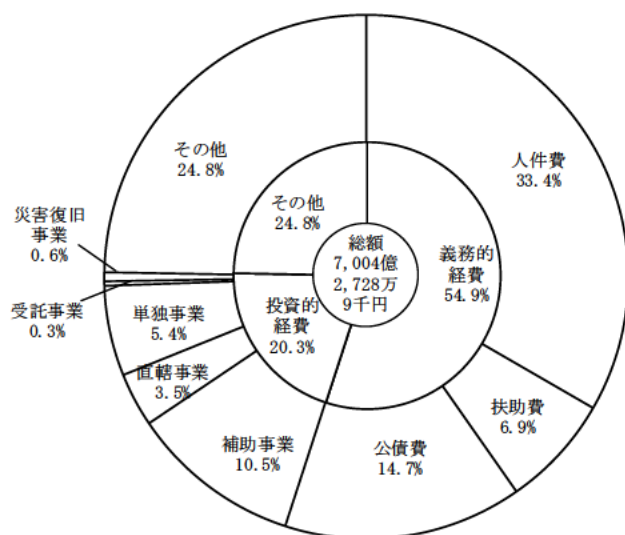 人件費
33.4%
扶助費
6.9%
公債費
14.7%
補助事業
10.5%
直轄事業
3.5%
単独事業
5.4%
受託事業
0.3%
災害復旧
事業
0.6%
その他
24.8%
義務的
経費
54.9%
投資的
経費
20.3%
その他
24.8%
総額
7,004億
2,728万
9千円